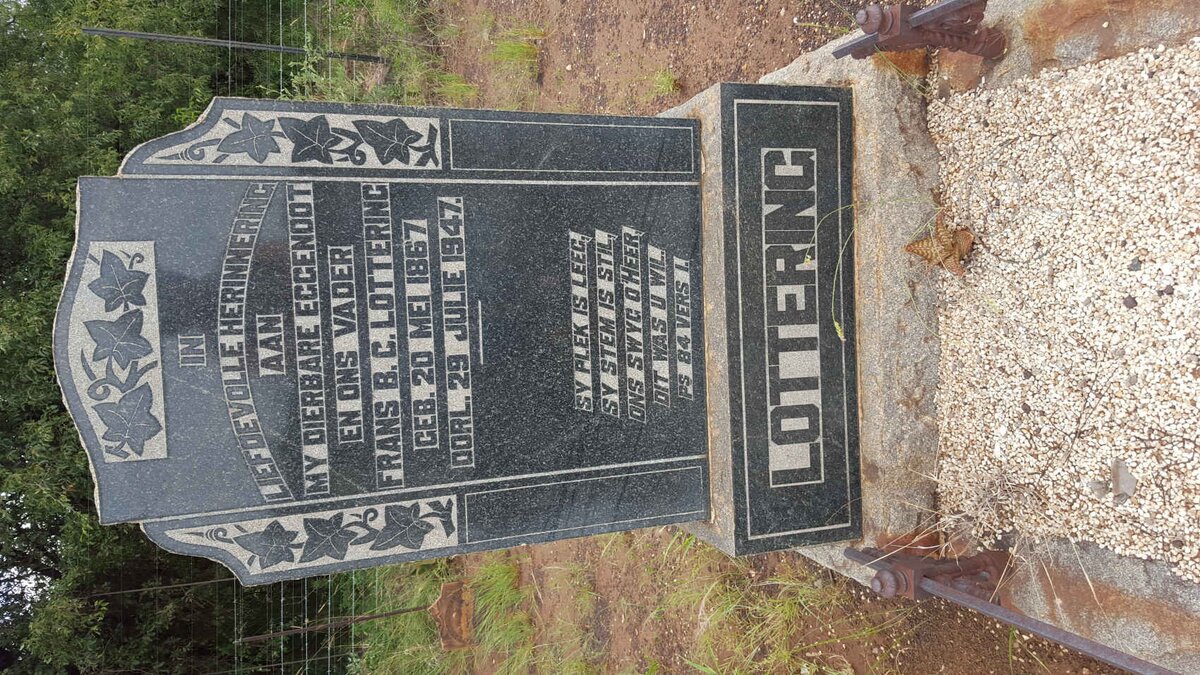 IN
LIEFDEVOLLE HERINNERING
AAN
MY DIERBARE EGGENOOT
EN ONS VADER
FRANS B. C. LOTTERING
GEB. 20 MEI 1867
OORL. 29 JULIE 1947.
SY PLEK IS LEEG,
SY STEM IS STIL,
ONS SWYG O'HEER
DIT WAS U WIL.
PS 84 VERS 11.
LOTTERING